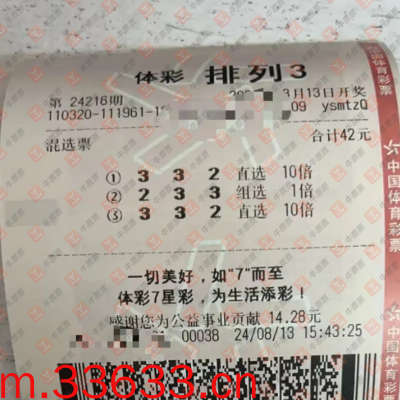 体彩 排列3
第 24216期
月13日开奖
110320-111961-1
09 ysmtzQ
混选票
合计42元
① 3 3 2 直选 10倍
② 2 3 3 组选 1倍
③ 3 3 2 直选 10倍
一切美好，如"7"而至
体彩7星彩，为生活添彩！
感谢您为公益事业贡献 14.28元
00038 24/08/13 15:43:25
中国体育彩票
m.33633.cn